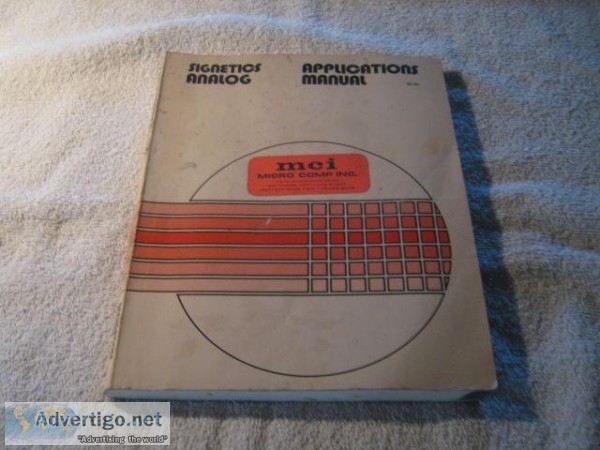 SIGNETICS
ANALOG
APPLICATIONS
MANUAL
mci
MICRO COMP INC.
Advertigo.net
"Advertising the world"